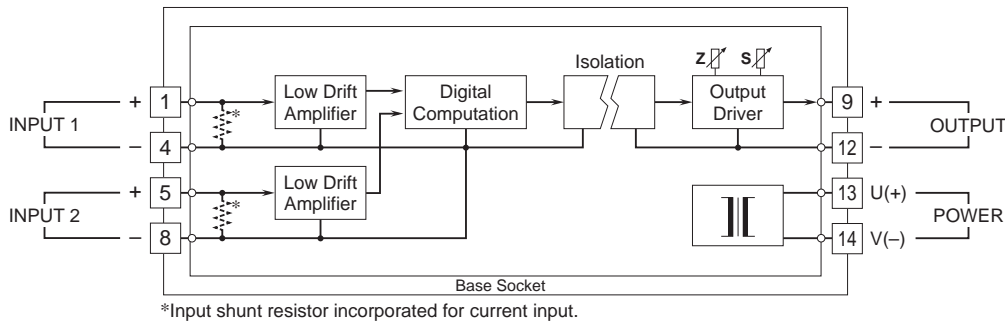 Isolation
Z S
INPUT 1
+ 1
– 4
Low Drift
Amplifier
Digital
Computation
Output
Driver
9 +
12 –
OUTPUT
INPUT 2
+ 5
– 8
*
*
Low Drift
Amplifier
13 U(+)
14 V(–)
POWER
Base Socket
*Input shunt resistor incorporated for current input.